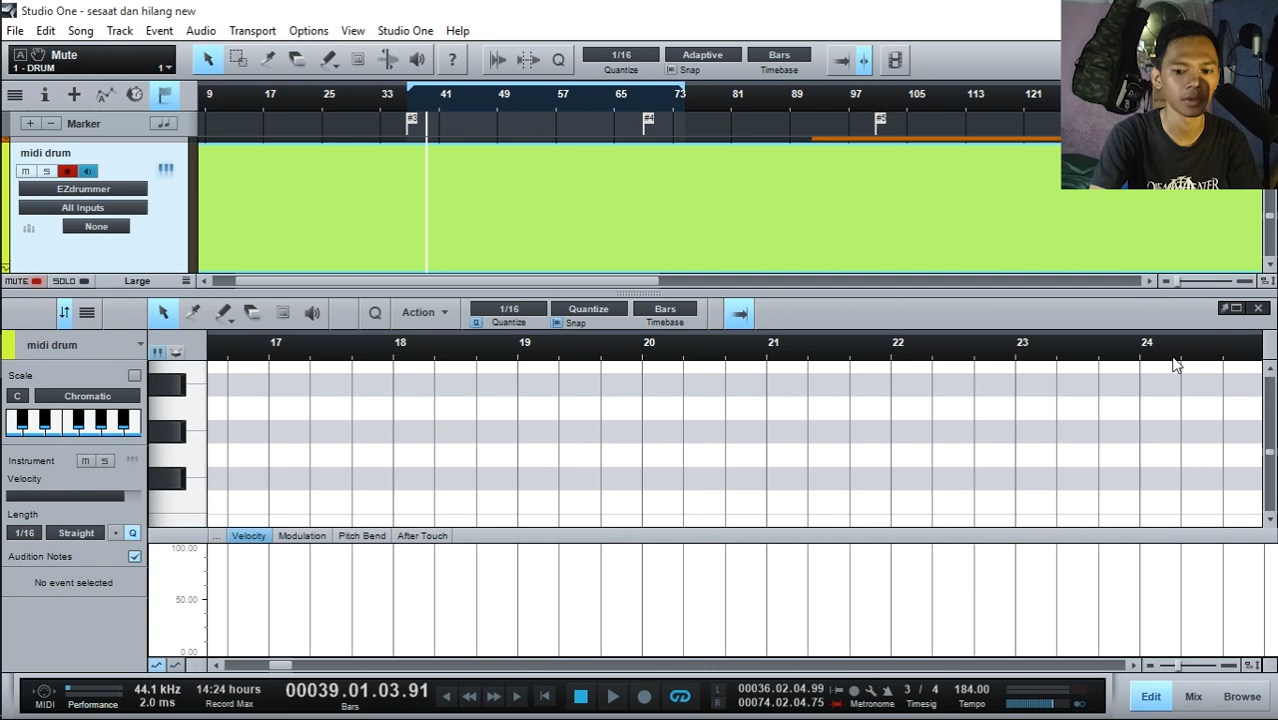 Studio One - sesaat dan hilang new
File Edit Song Track Event Audio Transport Options View Studio One Help
A Mute
1 - DRUM 1
1/16 Adaptive Bars
Quantize Snap Timebase
? Q
9 17 25 33 41 49 57 65 73 81 89 97 105 113 121
+ - Marker
#3 #4 #5
midi drum
M S
EZdrummer
All Inputs
None
MUTE SOLO Large
Q Action 1/16 Quantize Bars
Q Quantize Snap Timebase
midi drum
17 18 19 20 21 22 23 24
Scale
C Chromatic
Instrument M S
Velocity
Length
1/16 Straight Q
Audition Notes
No event selected
... Velocity Modulation Pitch Bend After Touch
100.00
50.00
0.00
MIDI Performance
44.1 kHz
2.0 ms
14:24 hours
Record Max
00039.01.03.91
Bars
L 00036.02.04.99
R 00074.02.04.75
Metronome
3 / 4
Timesig
184.00
Tempo
Edit Mix Browse